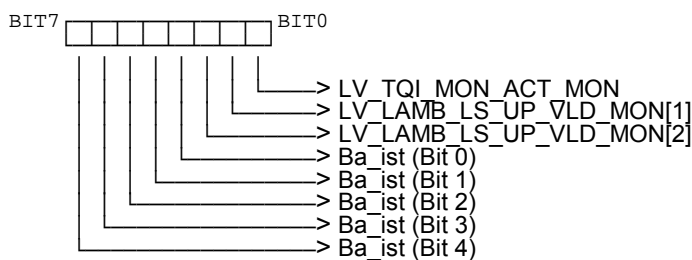 BIT7 BIT0
> LV_TQI_MON_ACT_MON
> LV_LAMB_LS_UP_VLD_MON[1]
> LV_LAMB_LS_UP_VLD_MON[2]
> Ba_ist (Bit 0)
> Ba_ist (Bit 1)
> Ba_ist (Bit 2)
> Ba_ist (Bit 3)
> Ba_ist (Bit 4)